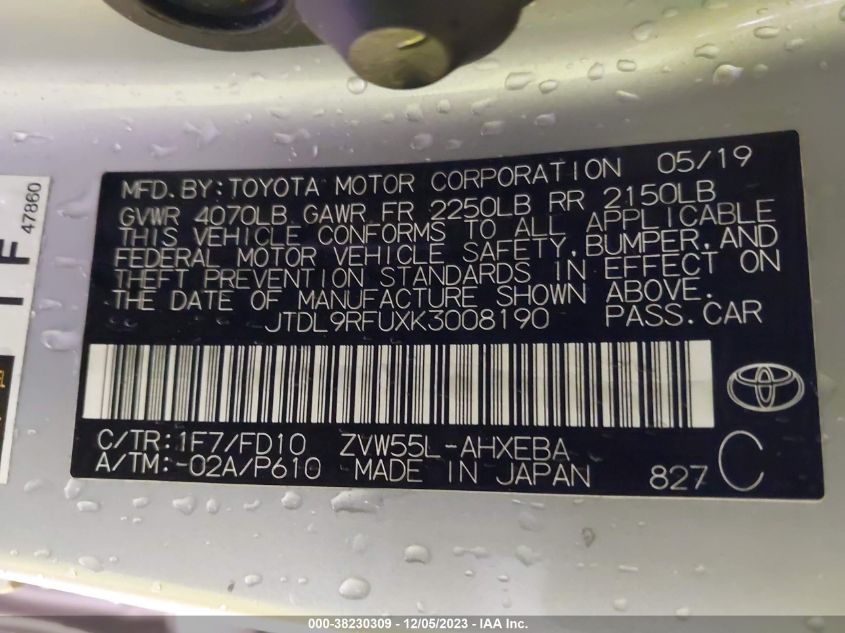 MFD. BY: TOYOTA MOTOR CORPORATION 05/19
GVWR 4070LB GAWR FR 2250LB RR 2150LB
THIS VEHICLE CONFORMS TO ALL APPLICABLE
FEDERAL MOTOR VEHICLE SAFETY, BUMPER, AND
THEFT PREVENTION STANDARDS IN EFFECT ON
THE DATE OF MANUFACTURE SHOWN ABOVE.
JTDL9RFUXK3008190 PASS. CAR
C/TR: 1F7/FD10 ZVW55L-AHXEBA
A/TM: -02A/P610 MADE IN JAPAN 827 C
47860
000-38230309 - 12/05/2023 - IAA Inc.